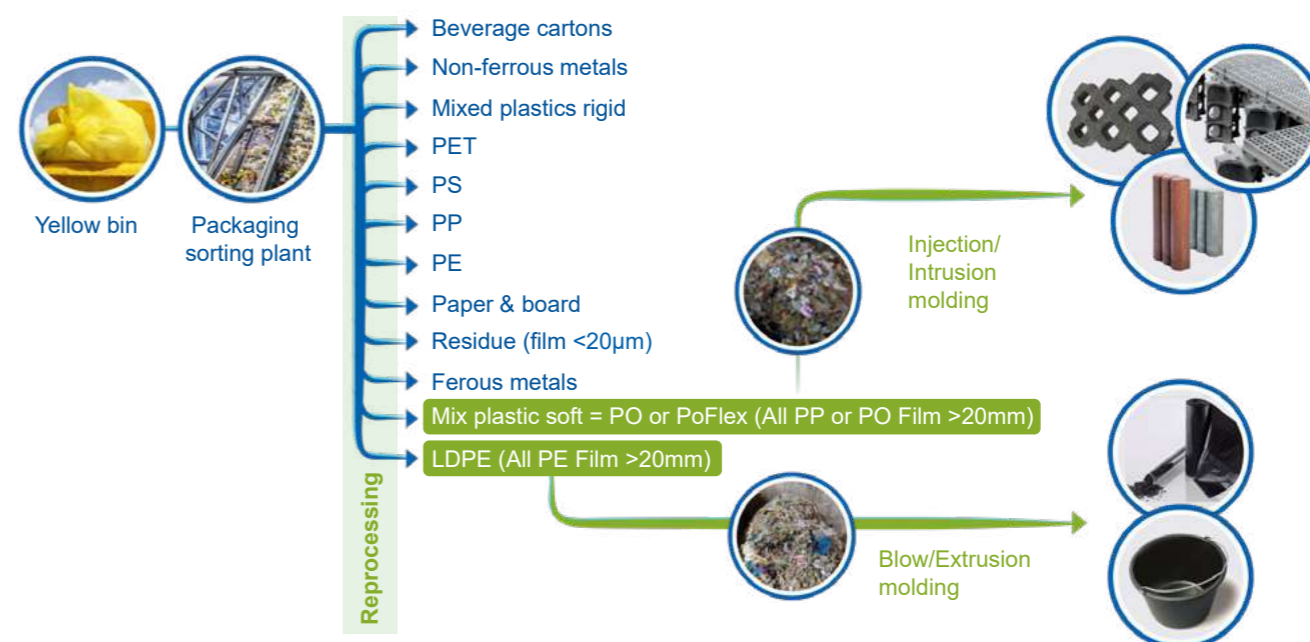 Yellow bin
Packaging
sorting plant
Reprocessing
Beverage cartons
Non-ferrous metals
Mixed plastics rigid
PET
PS
PP
PE
Paper & board
Residue (film <20µm)
Ferous metals
Mix plastic soft = PO or PoFlex (All PP or PO Film >20mm)
LDPE (All PE Film >20mm)
Injection/
Intrusion
molding
Blow/Extrusion
molding